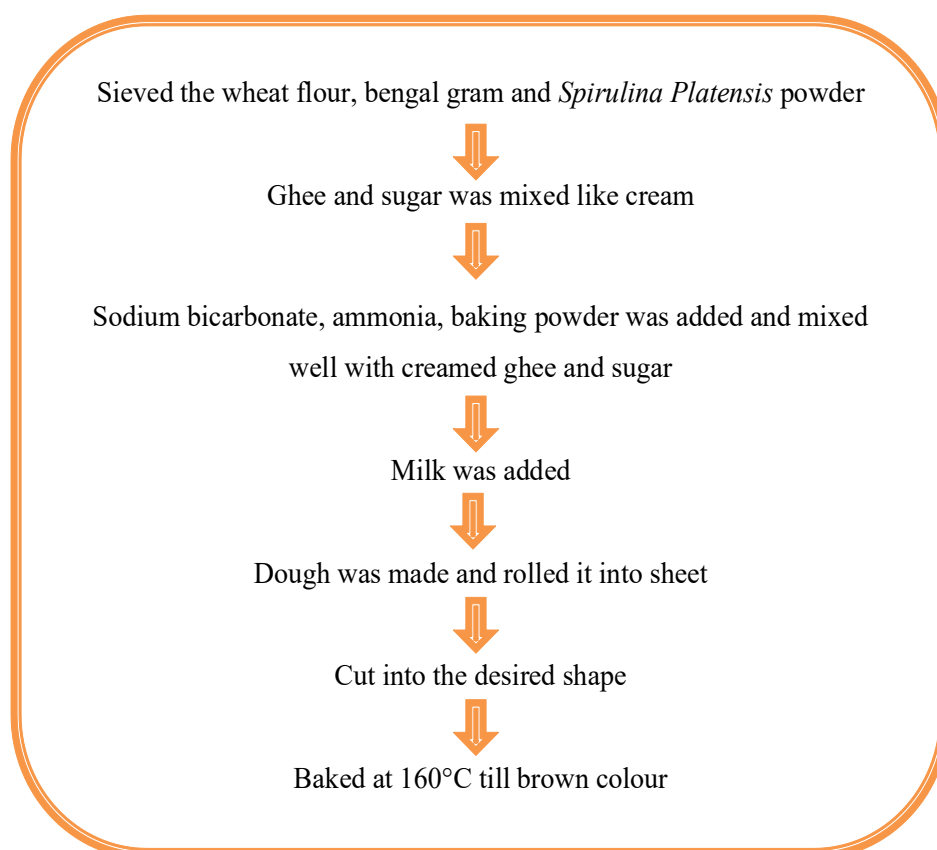 Sieved the wheat flour, bengal gram and Spirulina Platensis powder
Ghee and sugar was mixed like cream
Sodium bicarbonate, ammonia, baking powder was added and mixed
well with creamed ghee and sugar
Milk was added
Dough was made and rolled it into sheet
Cut into the desired shape
Baked at 160°C till brown colour